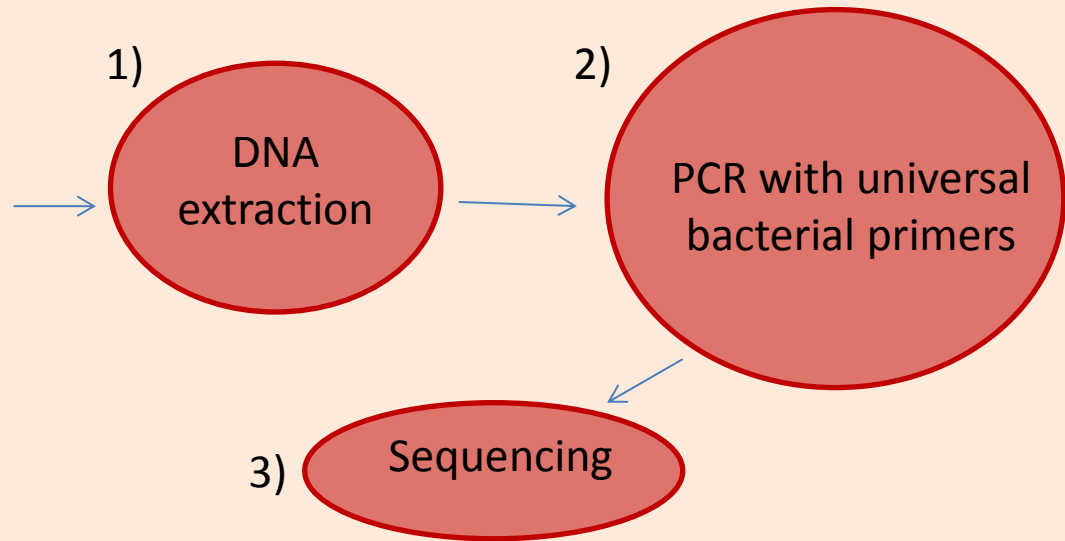 1)
DNA
extraction
2)
PCR with universal
bacterial primers
3)
Sequencing